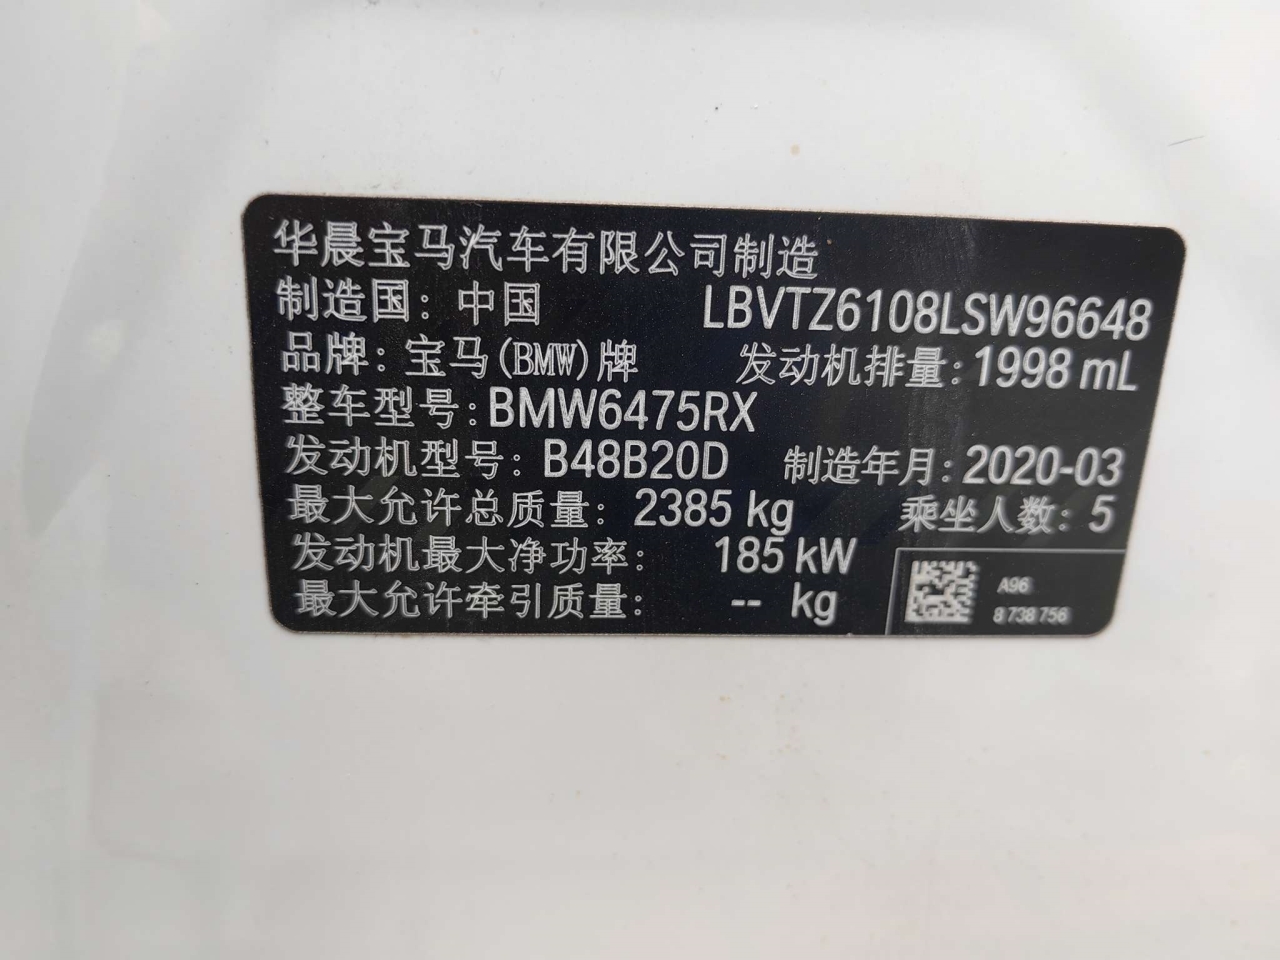 华晨宝马汽车有限公司制造
制造国：中国 LBVTZ6108LSW96648
品牌：宝马(BMW)牌 发动机排量：1998 mL
整车型号：BMW6475RX
发动机型号：B48B20D 制造年月：2020-03
最大允许总质量：2385 kg 乘坐人数：5
发动机最大净功率：185 kW
最大允许牵引质量：-- kg
A96
8 738 756